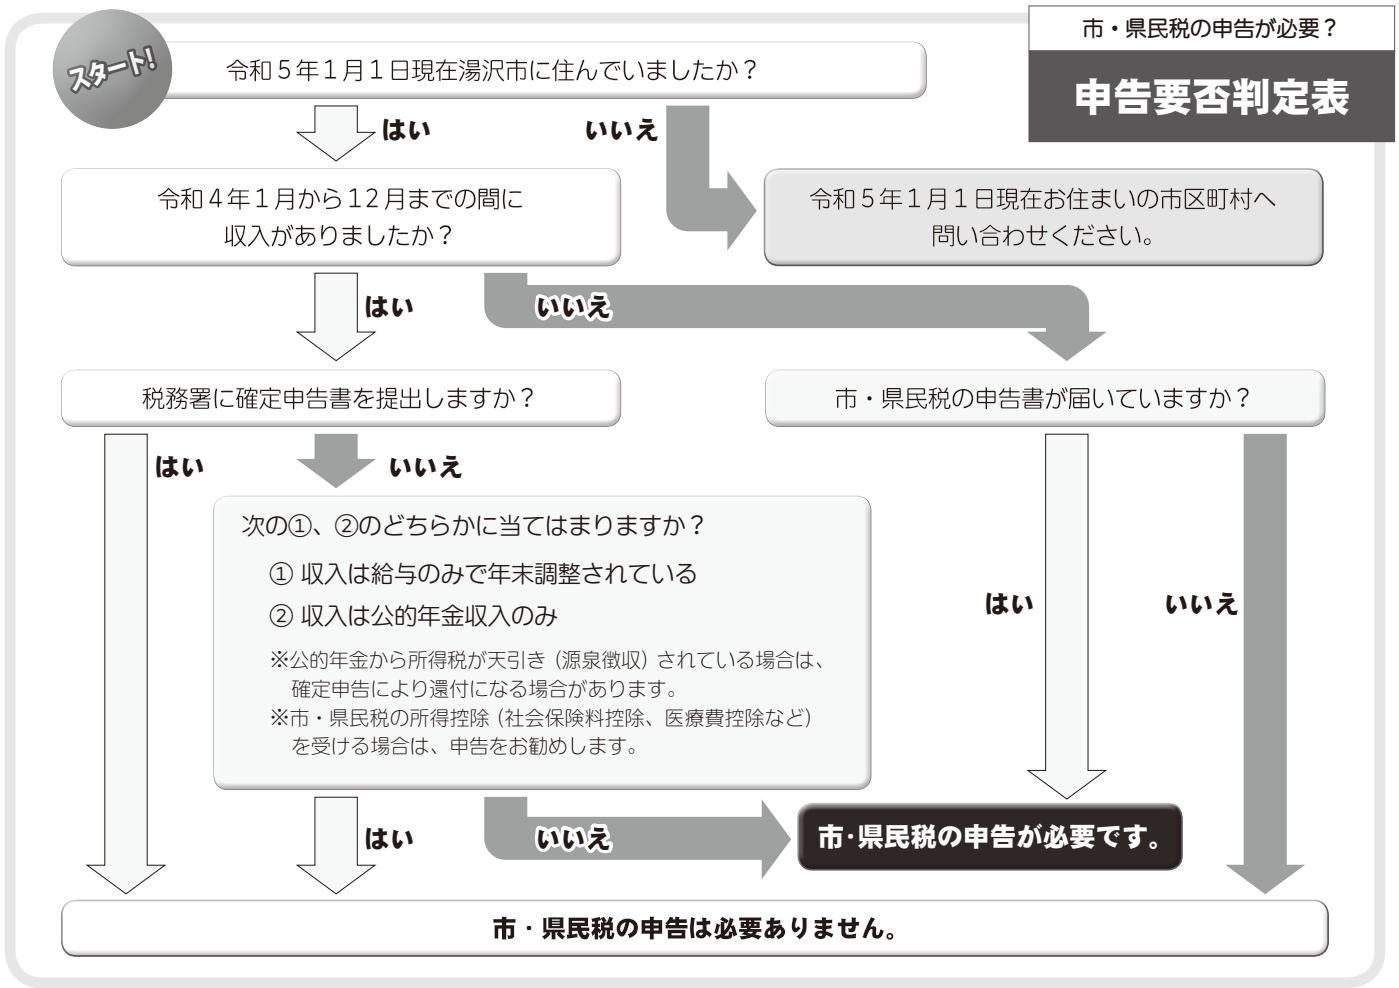 市・県民税の申告が必要？
申告要否判定表
スタート!
令和５年１月１日現在湯沢市に住んでいましたか？
はい
いいえ
令和４年１月から12月までの間に
収入がありましたか？
令和５年１月１日現在お住まいの市区町村へ
問い合わせください。
はい
いいえ
税務署に確定申告書を提出しますか？
市・県民税の申告書が届いていますか？
はい
いいえ
次の①、②のどちらかに当てはまりますか？
① 収入は給与のみで年末調整されている
② 収入は公的年金収入のみ
※公的年金から所得税が天引き（源泉徴収）されている場合は、
確定申告により還付になる場合があります。
※市・県民税の所得控除（社会保険料控除、医療費控除など）
を受ける場合は、申告をお勧めします。
はい
いいえ
はい
いいえ
市・県民税の申告が必要です。
市・県民税の申告は必要ありません。